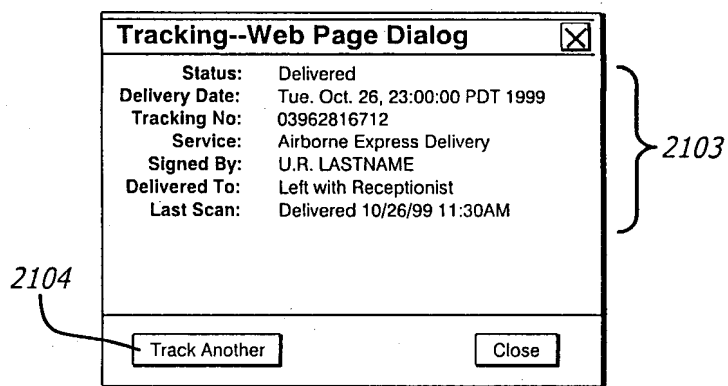 Tracking--Web Page Dialog
Status: Delivered
Delivery Date: Tue. Oct. 26, 23:00:00 PDT 1999
Tracking No: 03962816712
Service: Airborne Express Delivery
Signed By: U.R. LASTNAME
Delivered To: Left with Receptionist
Last Scan: Delivered 10/26/99 11:30AM
2103
2104
Track Another Close